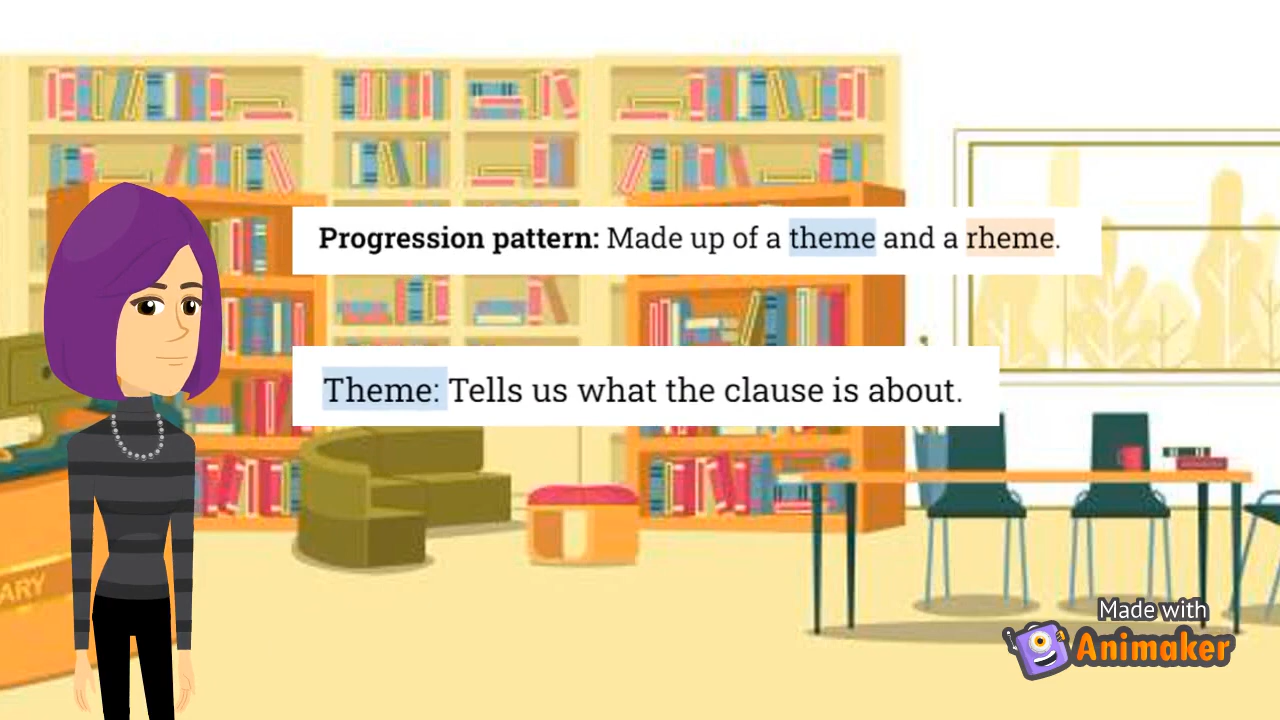 Progression pattern: Made up of a theme and a rheme.
Theme: Tells us what the clause is about.
ARY
Made with
Animaker